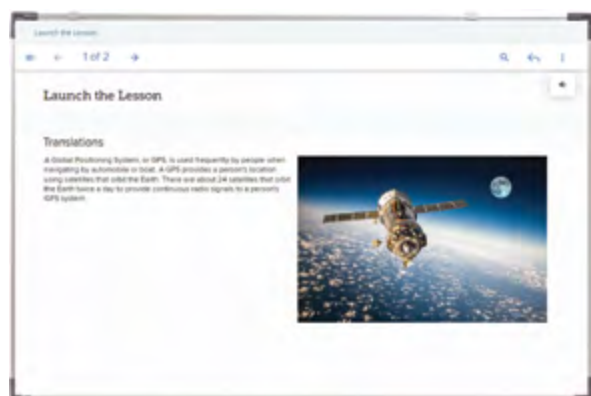 Launch the Lesson
1 of 2
Launch the Lesson
Translations
A Global Positioning System, or GPS, is used frequently by people when
navigating by automobile or boat. A GPS provides a person's location
using satellites that orbit the Earth. There are about 24 satellites that orbit
the Earth twice a day to provide continuous radio signals to a person's
GPS system.